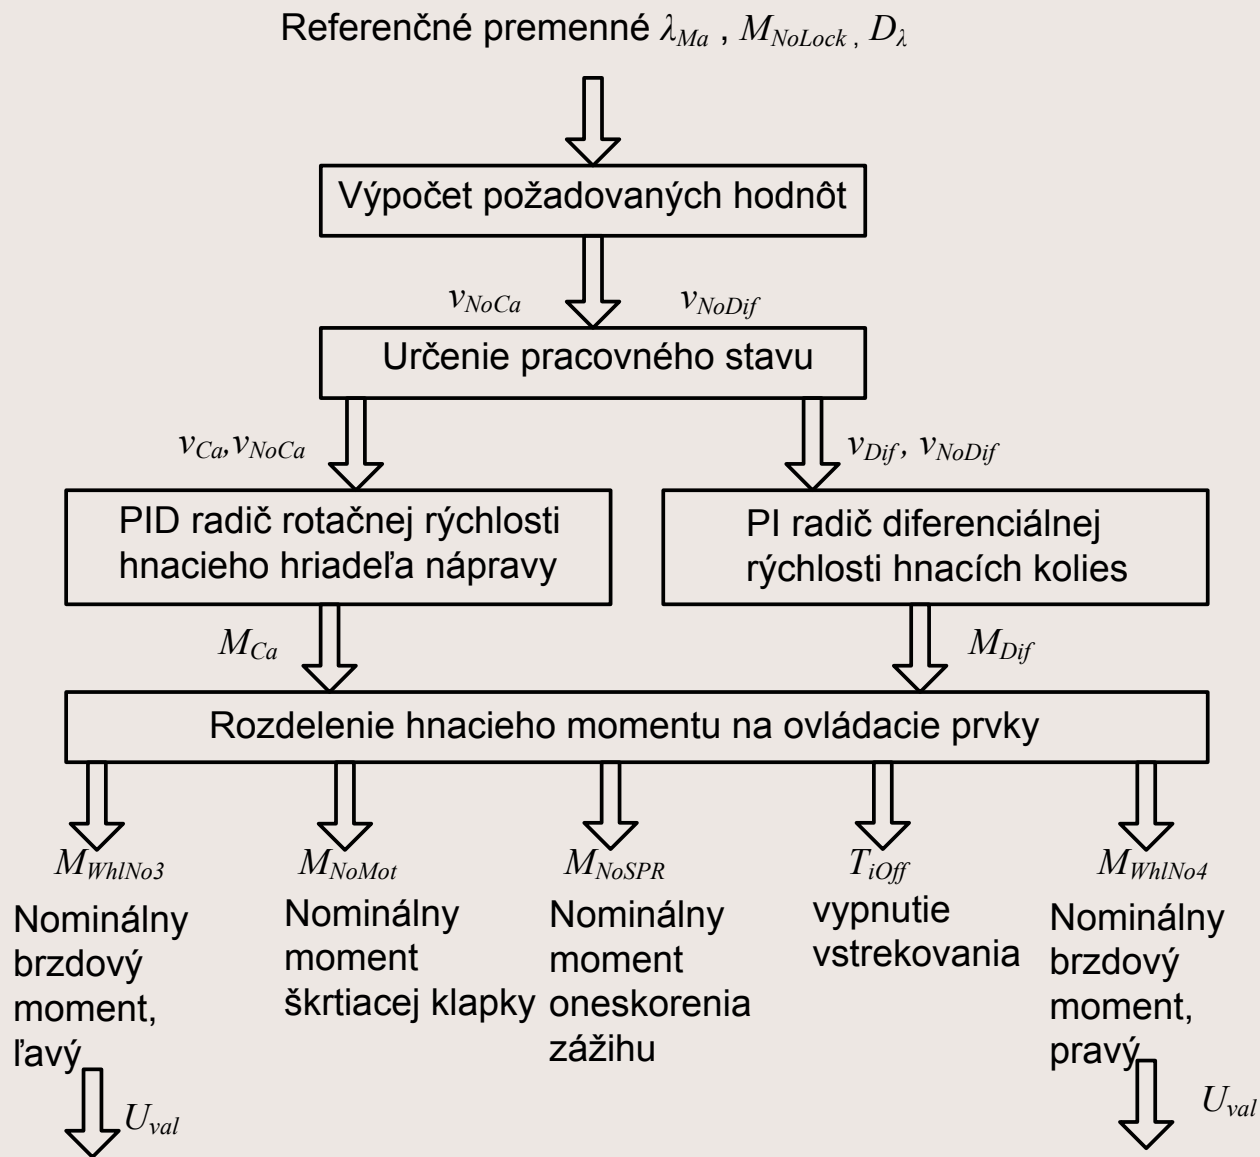 Referenčné premenné λMa , MNoLock , Dλ
Výpočet požadovaných hodnôt
vNoCa
vNoDif
Určenie pracovného stavu
vCa,vNoCa
vDif, vNoDif
PID radič rotačnej rýchlosti
hnacieho hriadeľa nápravy
PI radič diferenciálnej
rýchlosti hnacích kolies
MCa
MDif
Rozdelenie hnacieho momentu na ovládacie prvky
MWhlNo3
Nominálny
brzdový
moment,
ľavý
Uval
MNoMot
Nominálny
moment
škrtiacej klapky
MNoSPR
Nominálny
moment
oneskorenia
zážihu
TiOff
vypnutie
vstrekovania
MWhlNo4
Nominálny
brzdový
moment,
pravý
Uval